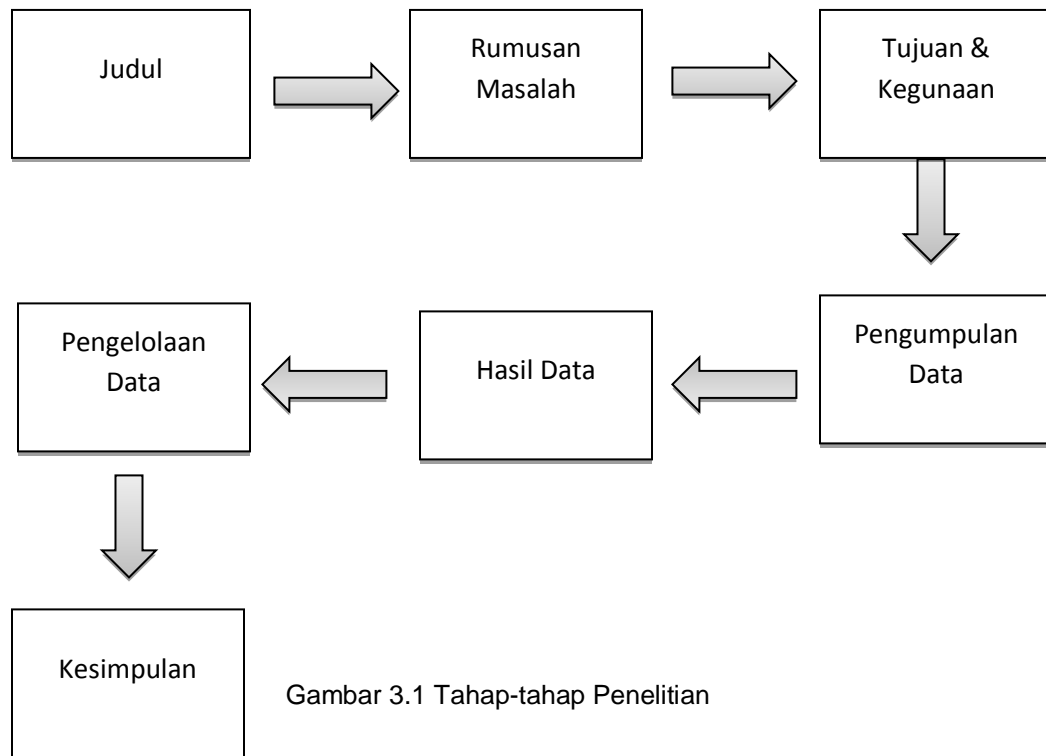 Judul
Rumusan
Masalah
Tujuan &
Kegunaan
Pengumpulan
Data
Hasil Data
Pengelolaan
Data
Kesimpulan
Gambar 3.1 Tahap-tahap Penelitian